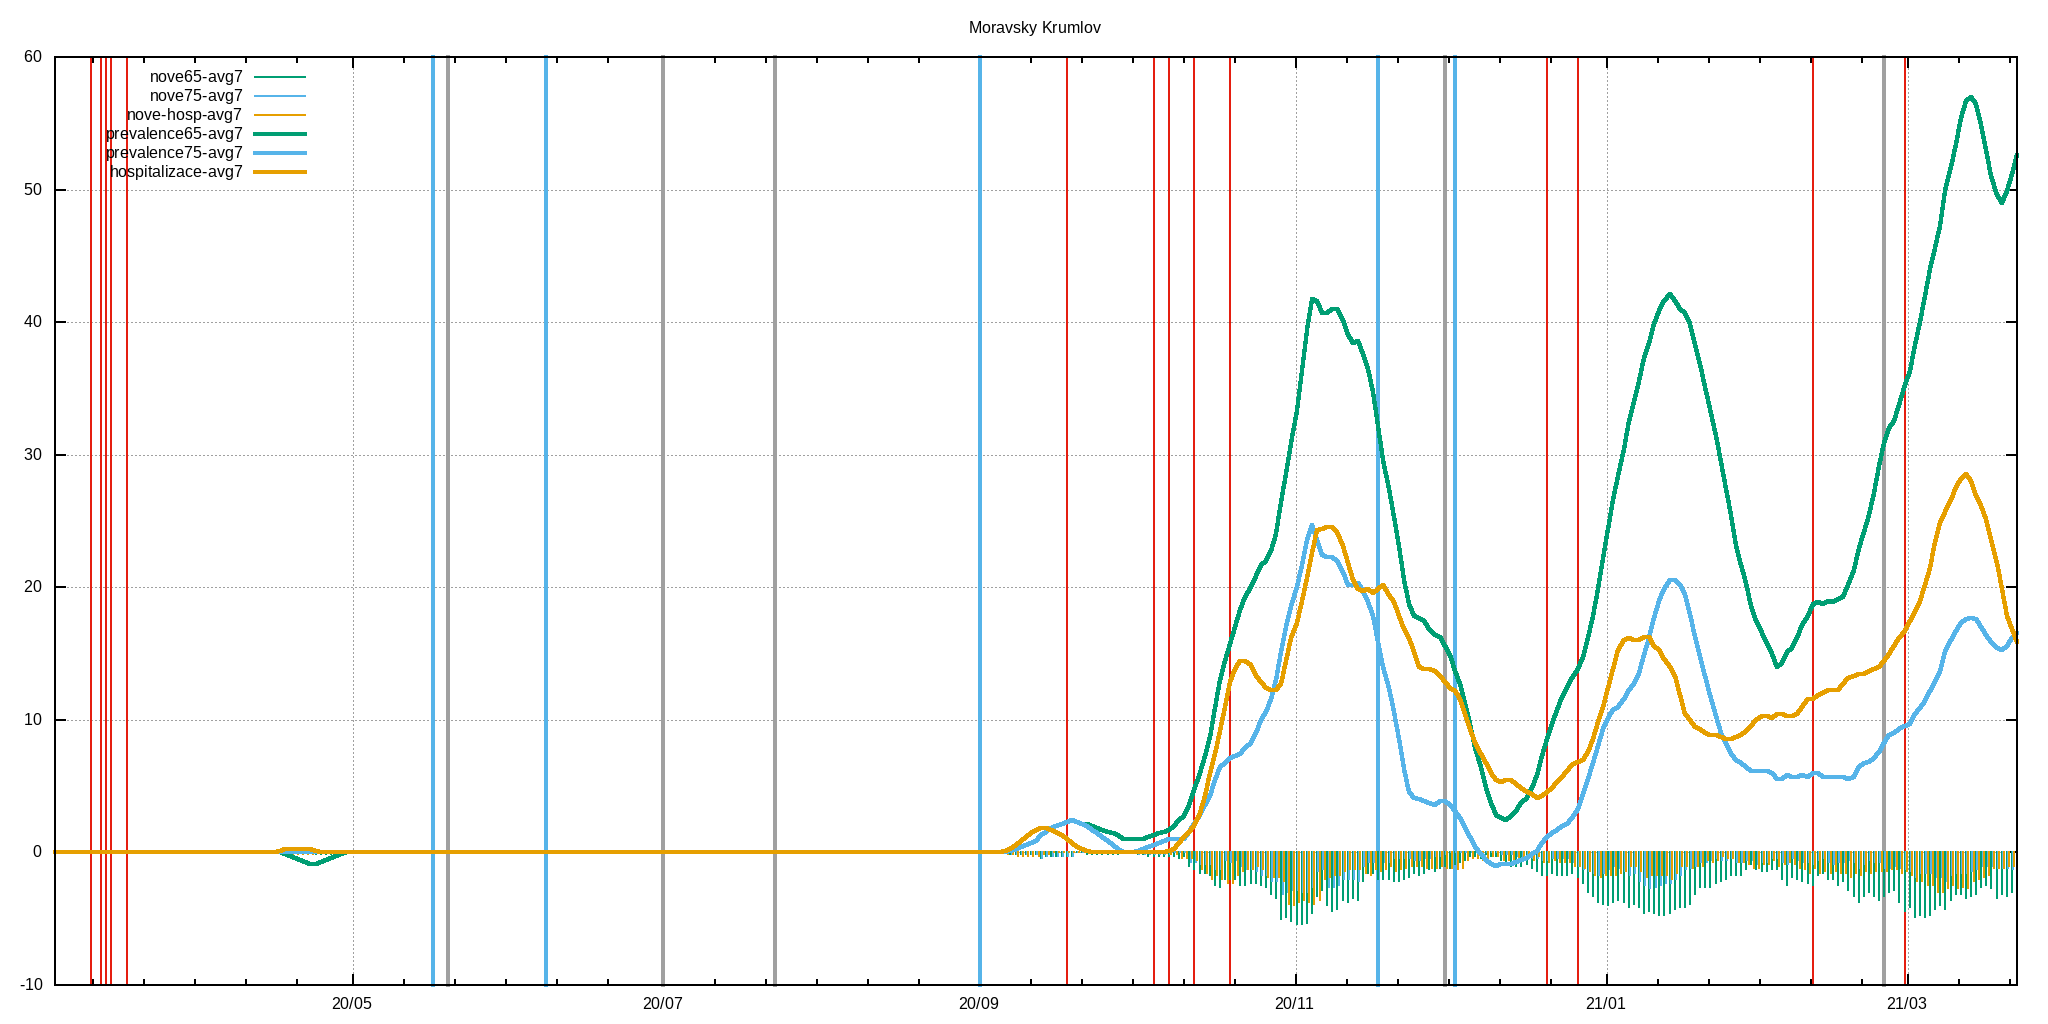 Moravsky Krumlov
60
nove65-avg7
nove75-avg7
nove-hosp-avg7
prevalence65-avg7
prevalence75-avg7
hospitalizace-avg7
50
40
30
20
10
0
-10
20/05 20/07 20/09 20/11 21/01 21/03